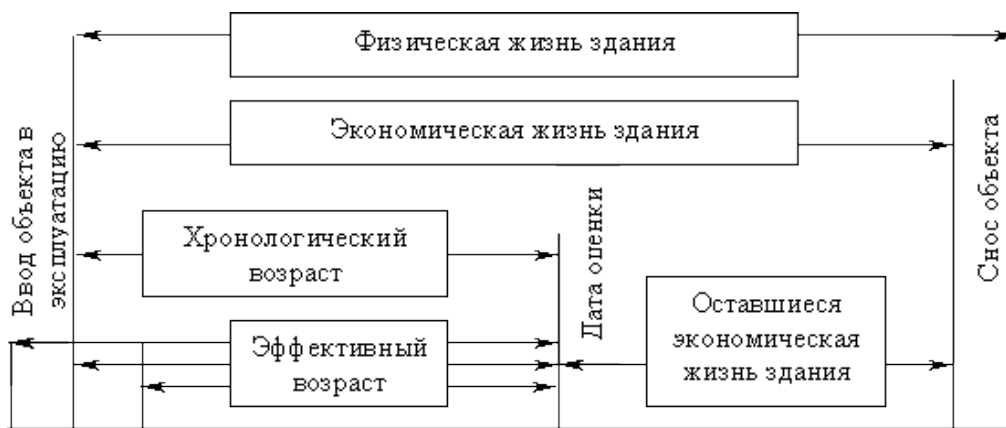 Физическая жизнь здания
Экономическая жизнь здания
Ввод объекта в
эксплуатацию
Хронологический
возраст
Эффективный
возраст
Дата оценки
Оставшиеся
экономическая
жизнь здания
Снос объекта